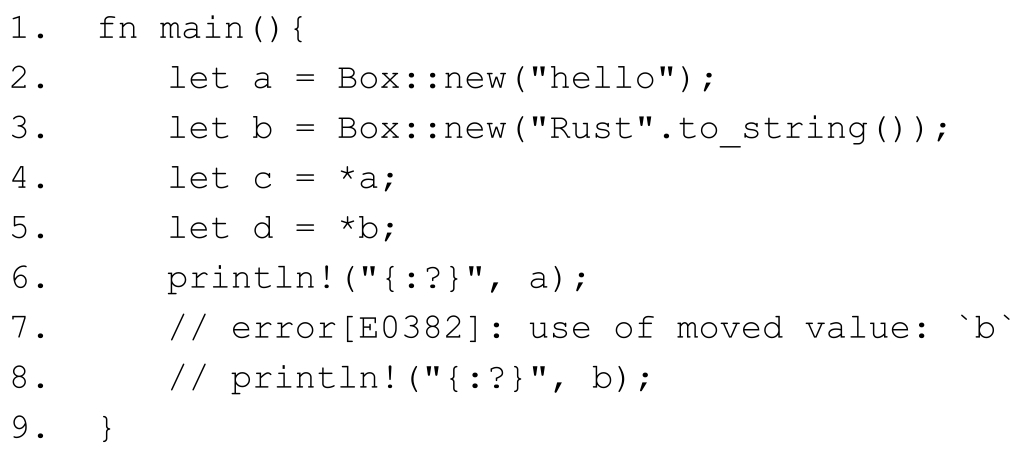 1. fn main(){
2.     let a = Box::new("hello");
3.     let b = Box::new("Rust".to_string());
4.     let c = *a;
5.     let d = *b;
6.     println!("{:?}", a);
7.     // error[E0382]: use of moved value: `b`
8.     // println!("{:?}", b);
9. }